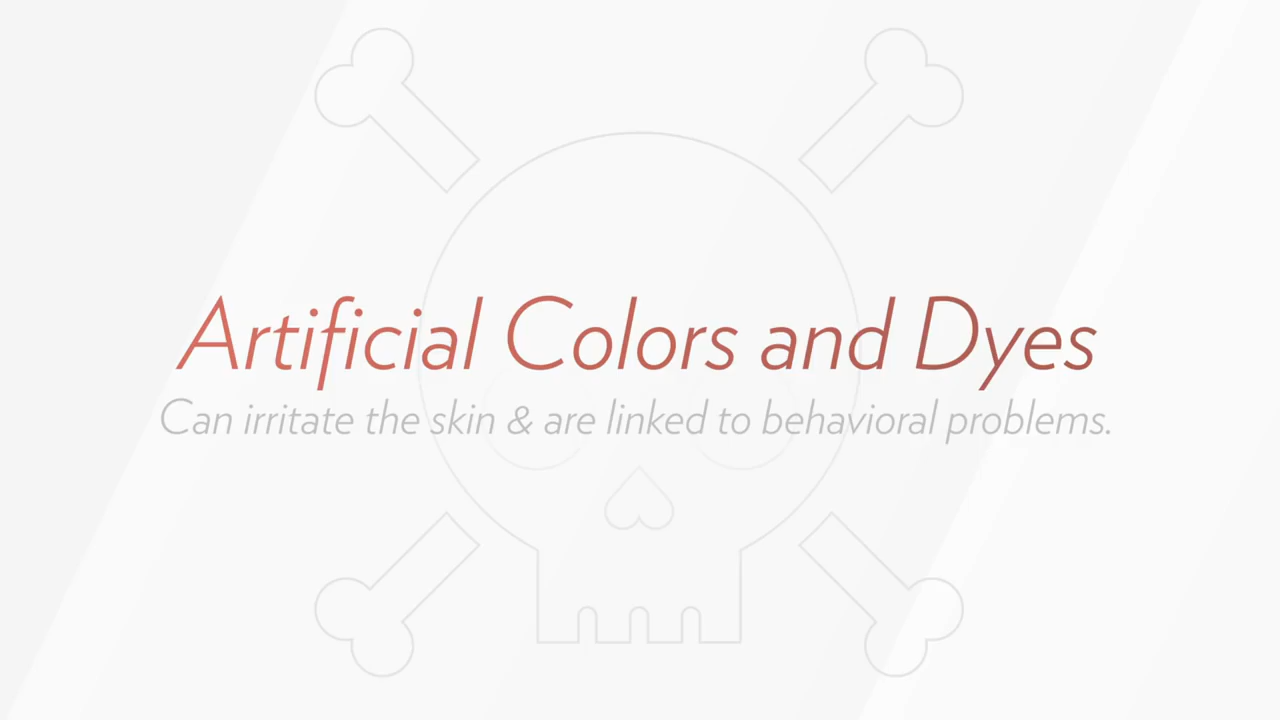 Artificial Colors and Dyes
Can irritate the skin & are linked to behavioral problems.